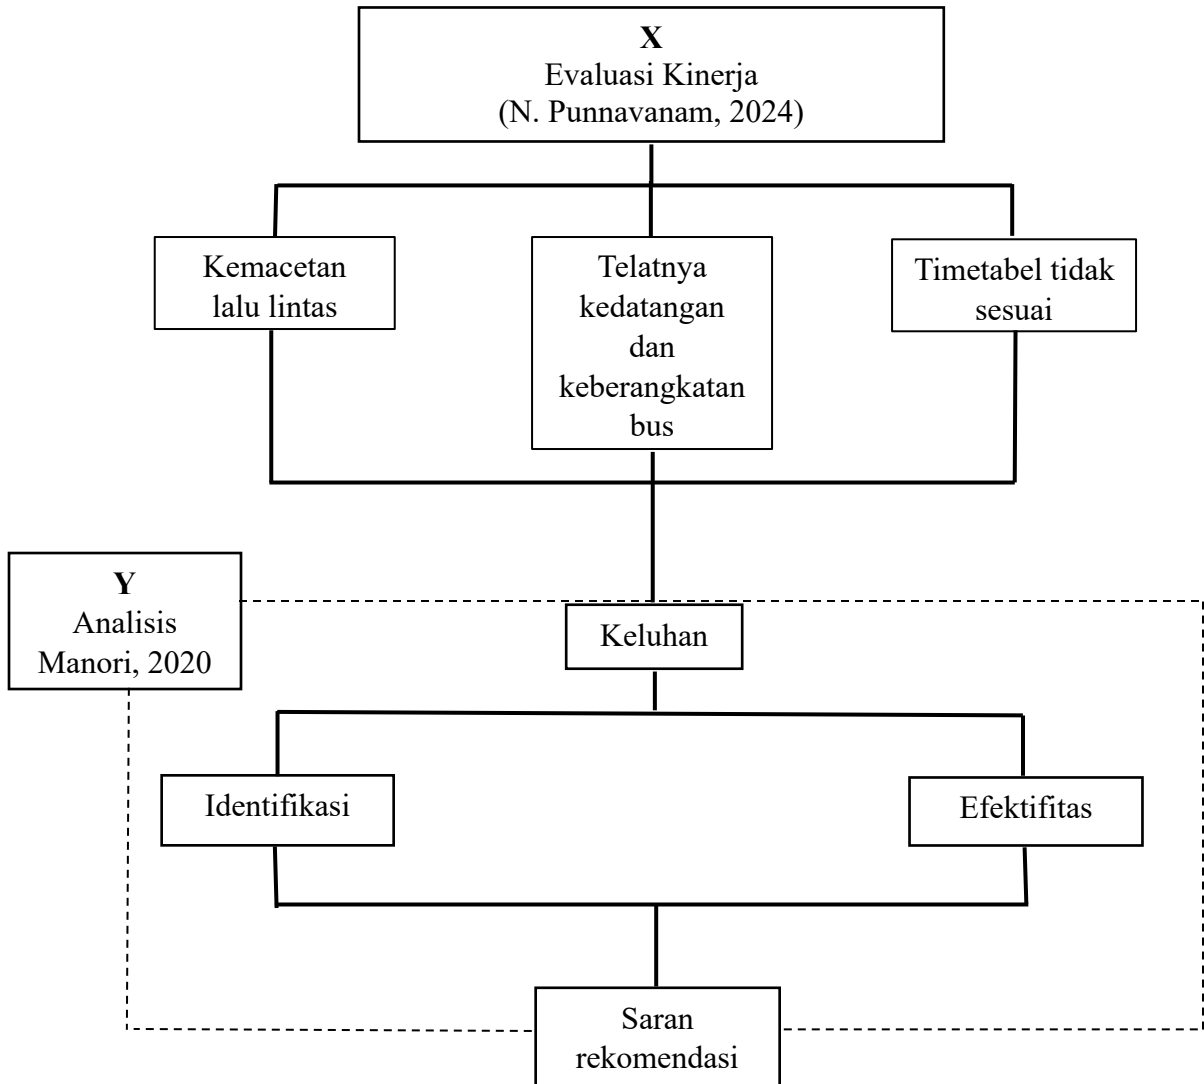 X
Evaluasi Kinerja
(N. Punnavanam, 2024)
Kemacetan
lalu lintas
Telatnya
kedatangan
dan
keberangkatan
bus
Timetabel tidak
sesuai
Y
Analisis
Manori, 2020
Keluhan
Identifikasi
Efektifitas
Saran
rekomendasi